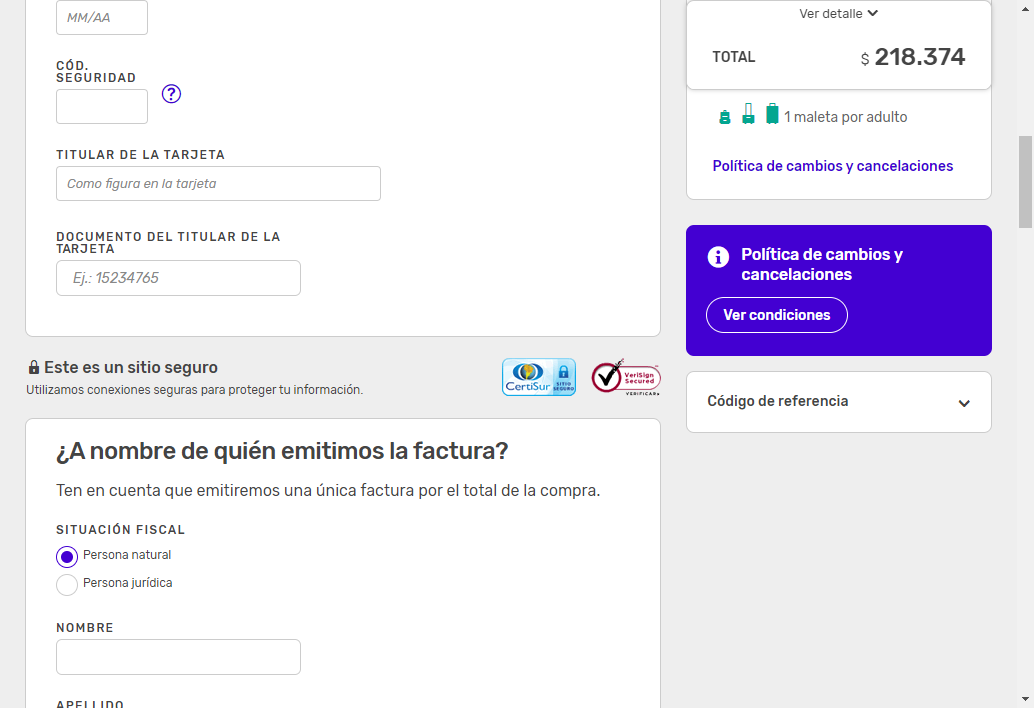 MM/AA
CÓD.
SEGURIDAD
?
TITULAR DE LA TARJETA
Como figura en la tarjeta
DOCUMENTO DEL TITULAR DE LA
TARJETA
Ej.: 15234765
Este es un sitio seguro
Utilizamos conexiones seguras para proteger tu información.
CertiSur
SITIO
SEGURO
VeriSign
Secured
VERIFICAR
¿A nombre de quién emitimos la factura?
Ten en cuenta que emitiremos una única factura por el total de la compra.
SITUACIÓN FISCAL
Persona natural
Persona jurídica
NOMBRE
APELLIDO
Ver detalle
TOTAL $ 218.374
1 maleta por adulto
Política de cambios y cancelaciones
Política de cambios y
cancelaciones
Ver condiciones
Código de referencia